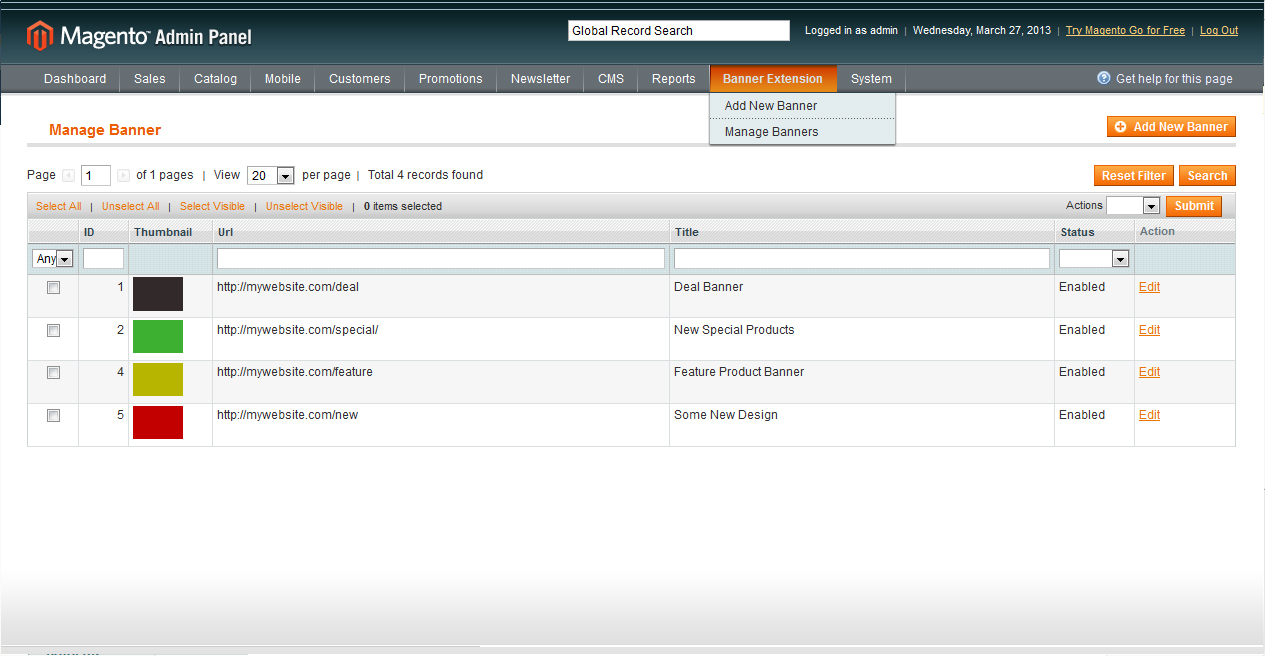 Magento™ Admin Panel
Global Record Search
Logged in as admin | Wednesday, March 27, 2013 | Try Magento Go for Free | Log Out
Dashboard Sales Catalog Mobile Customers Promotions Newsletter CMS Reports Banner Extension System Get help for this page
Add New Banner
Manage Banners
Manage Banner
Add New Banner
Page 1 of 1 pages | View 20 per page | Total 4 records found
Reset Filter Search
Select All | Unselect All | Select Visible | Unselect Visible | 0 items selected
Actions Submit
ID Thumbnail Url Title Status Action
Any
1 http://mywebsite.com/deal Deal Banner Enabled Edit
2 http://mywebsite.com/special/ New Special Products Enabled Edit
4 http://mywebsite.com/feature Feature Product Banner Enabled Edit
5 http://mywebsite.com/new Some New Design Enabled Edit